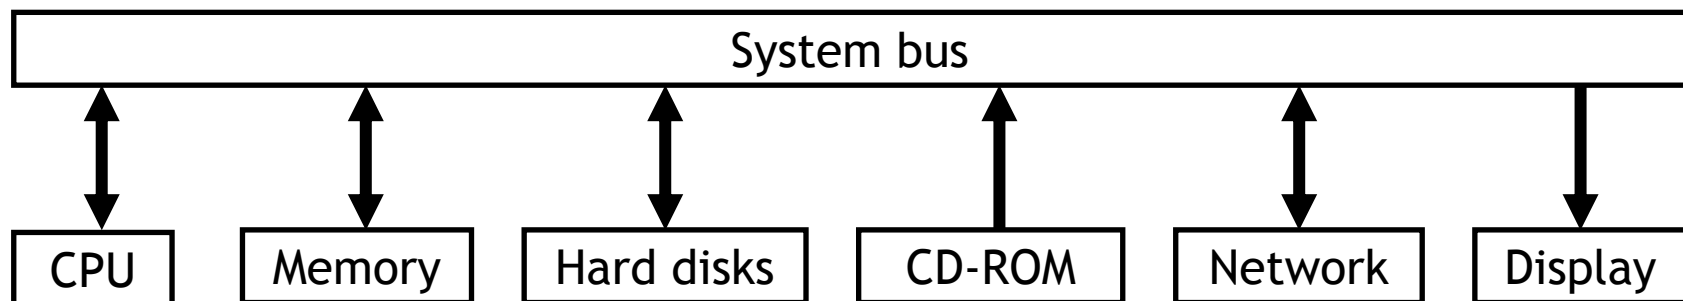 System bus
CPU
Memory
Hard disks
CD-ROM
Network
Display